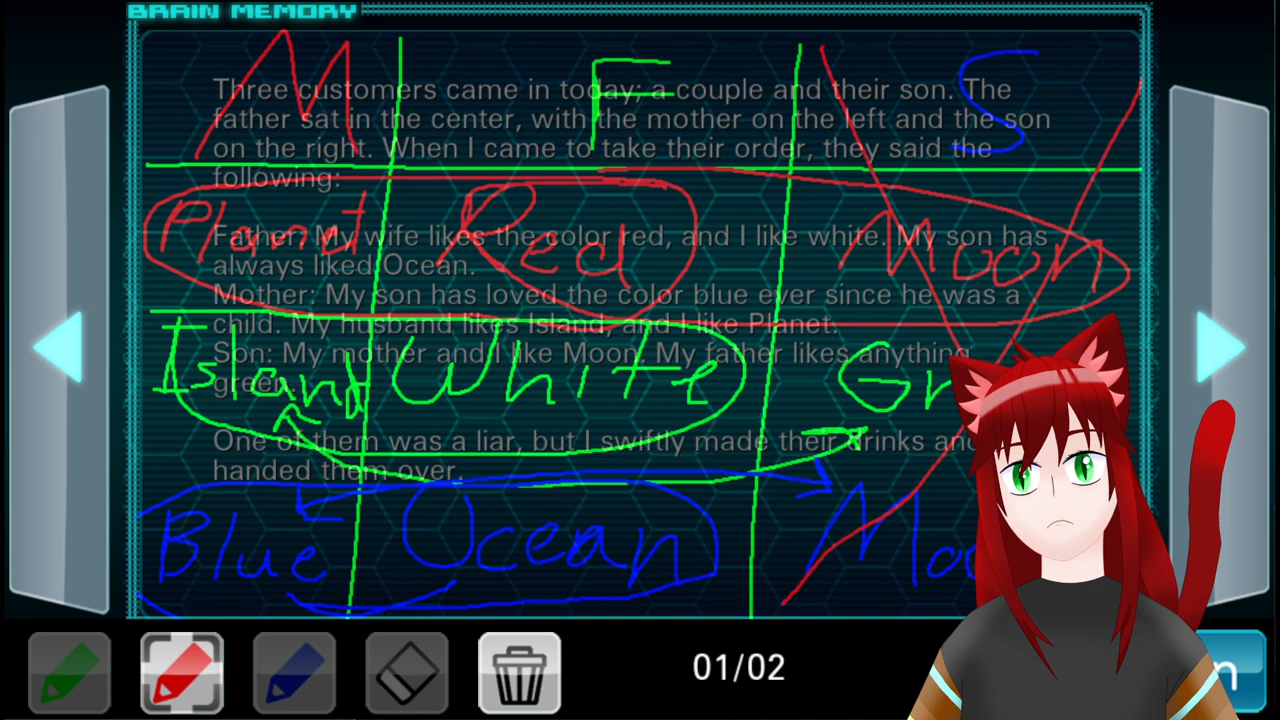 BRAIN MEMORY
M F S
Three customers came in today; a couple and their son. The
father sat in the center, with the mother on the left and the son
on the right. When I came to take their order, they said the
following:
Planet Red Moon
Father: My wife likes the color red, and I like white. My son has
always liked Ocean.
Mother: My son has loved the color blue ever since he was a
child. My husband likes Island, and I like Planet.
Island White Gr
Son: My mother and I like Moon. My father likes anything
green.
One of them was a liar, but I swiftly made their drinks and
handed them over.
Blue Ocean Moo
01/02
n